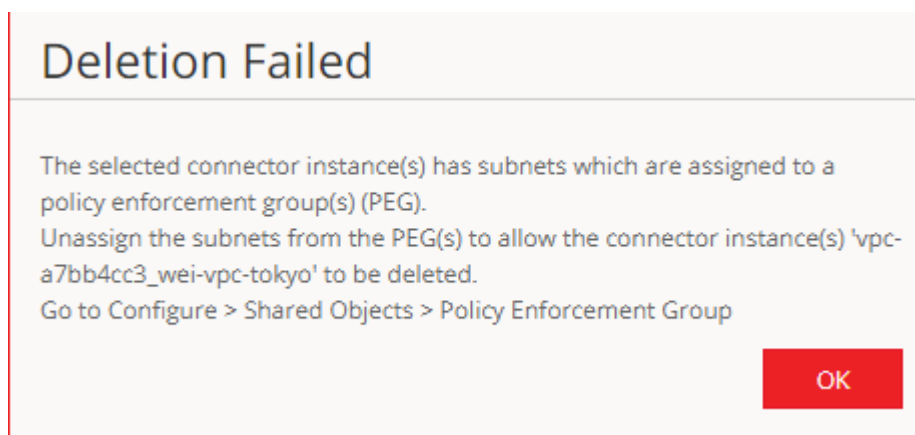 Deletion Failed
The selected connector instance(s) has subnets which are assigned to a
policy enforcement group(s) (PEG).
Unassign the subnets from the PEG(s) to allow the connector instance(s) 'vpc-
a7bb4cc3_wei-vpc-tokyo' to be deleted.
Go to Configure > Shared Objects > Policy Enforcement Group
OK